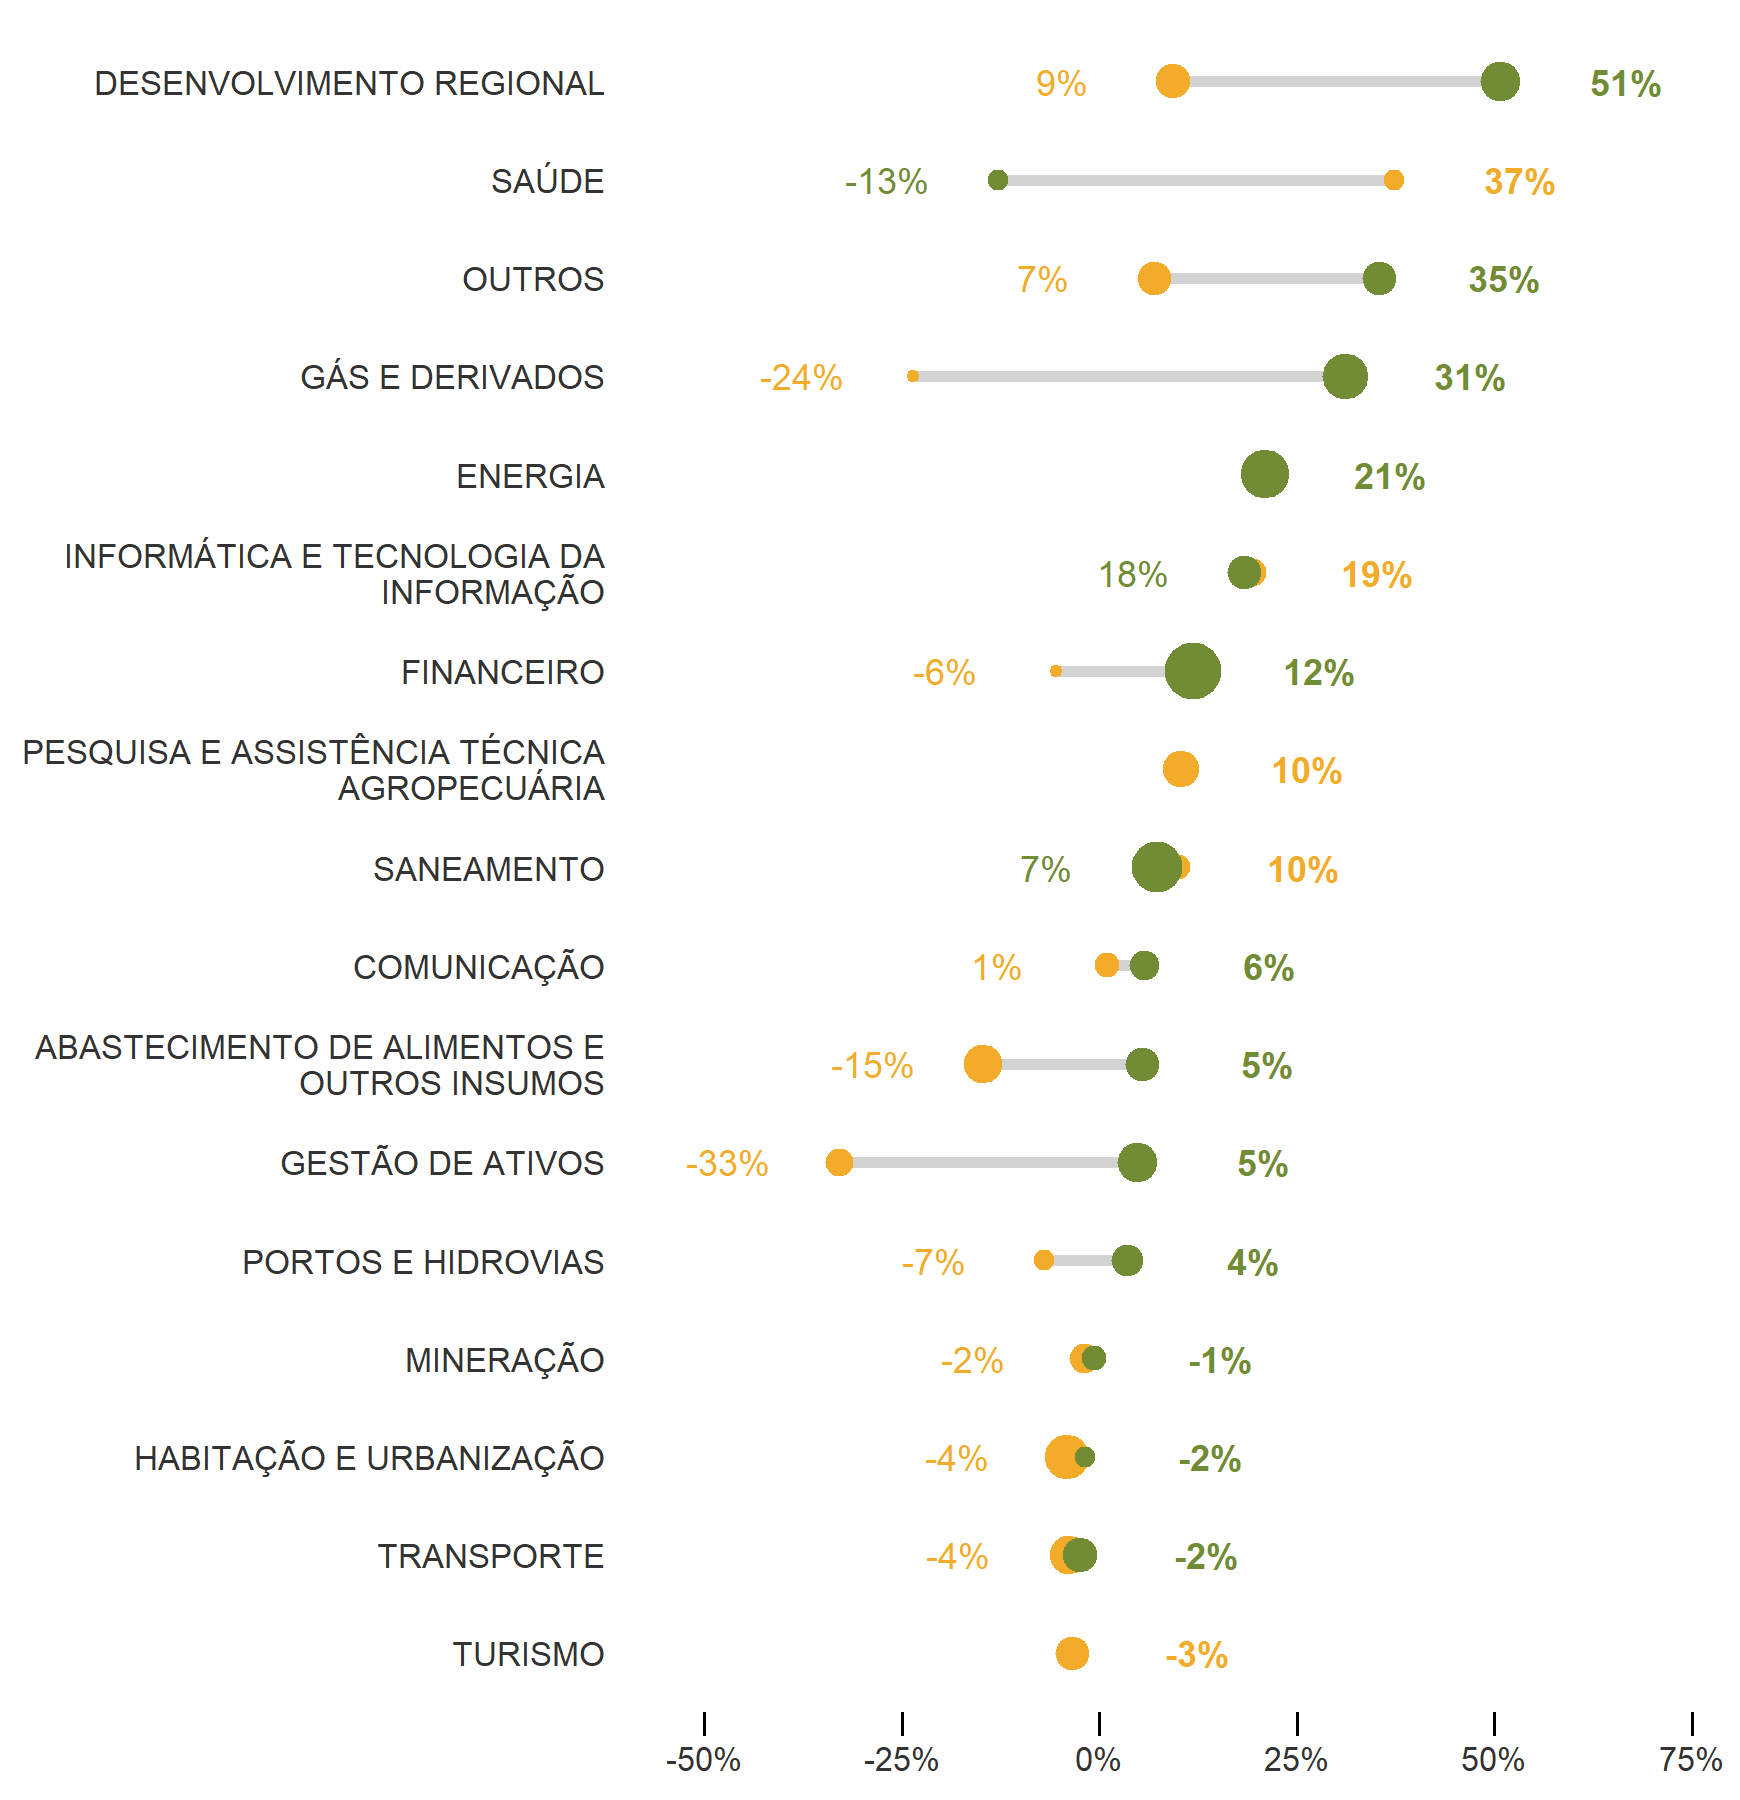 DESENVOLVIMENTO REGIONAL 9% 51%
SAÚDE -13% 37%
OUTROS 7% 35%
GÁS E DERIVADOS -24% 31%
ENERGIA 21%
INFORMÁTICA E TECNOLOGIA DA
INFORMAÇÃO 18% 19%
FINANCEIRO -6% 12%
PESQUISA E ASSISTÊNCIA TÉCNICA
AGROPECUÁRIA 10%
SANEAMENTO 7% 10%
COMUNICAÇÃO 1% 6%
ABASTECIMENTO DE ALIMENTOS E
OUTROS INSUMOS -15% 5%
GESTÃO DE ATIVOS -33% 5%
PORTOS E HIDROVIAS -7% 4%
MINERAÇÃO -2% -1%
HABITAÇÃO E URBANIZAÇÃO -4% -2%
TRANSPORTE -4% -2%
TURISMO -3%
-50% -25% 0% 25% 50% 75%